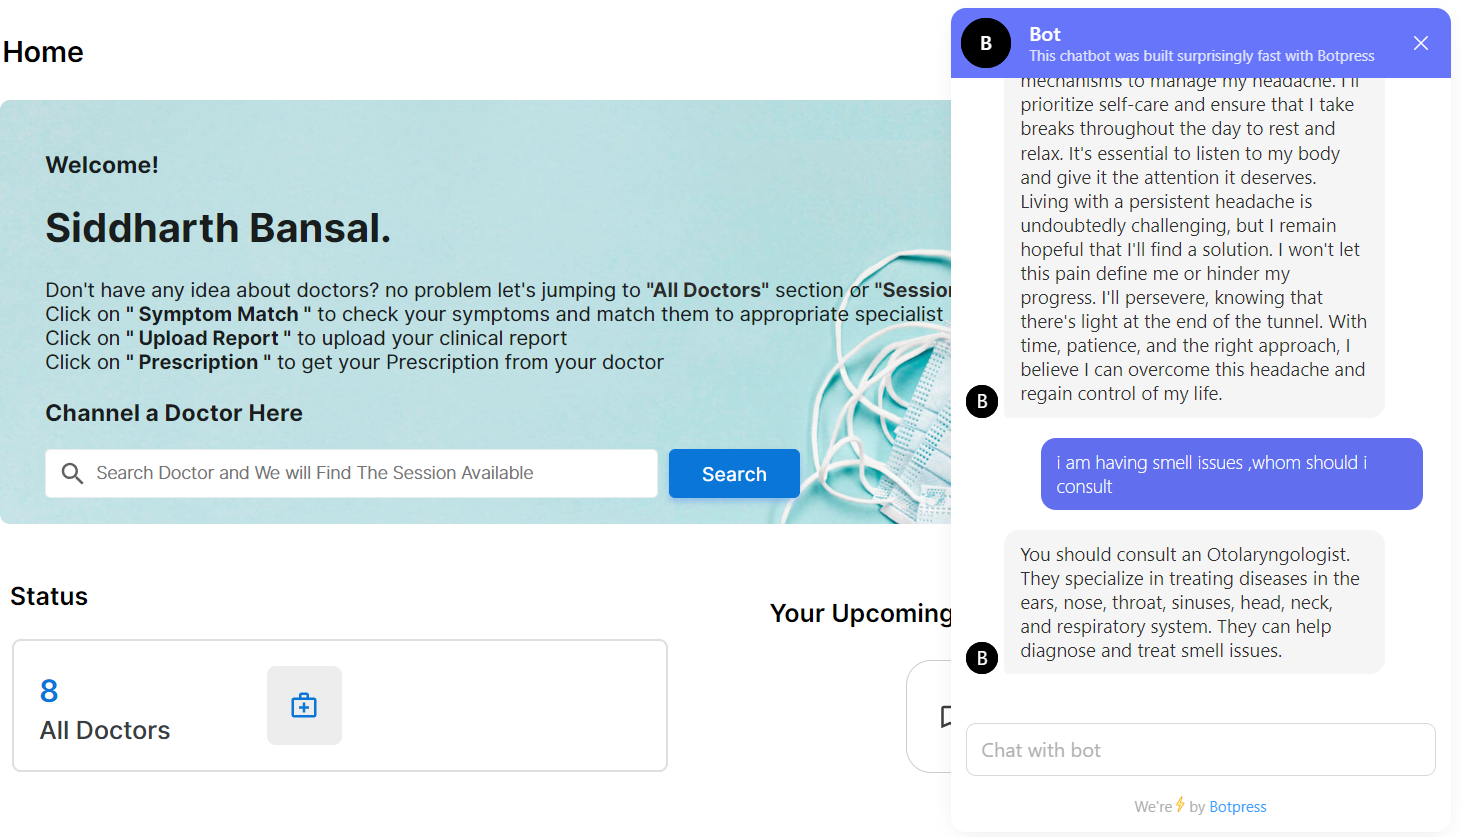 Home
Welcome!
Siddharth Bansal.
Don't have any idea about doctors? no problem let's jumping to "All Doctors" section or "Session
Click on " Symptom Match " to check your symptoms and match them to appropriate specialist
Click on " Upload Report " to upload your clinical report
Click on " Prescription " to get your Prescription from your doctor
Channel a Doctor Here
Search Doctor and We will Find The Session Available
Search
Status
8
All Doctors
Your Upcoming
B
Bot
This chatbot was built surprisingly fast with Botpress
mechanisms to manage my headache. I'll
prioritize self-care and ensure that I take
breaks throughout the day to rest and
relax. It's essential to listen to my body
and give it the attention it deserves.
Living with a persistent headache is
undoubtedly challenging, but I remain
hopeful that I'll find a solution. I won't let
this pain define me or hinder my
progress. I'll persevere, knowing that
there's light at the end of the tunnel. With
time, patience, and the right approach, I
believe I can overcome this headache and
regain control of my life.
B
i am having smell issues ,whom should i
consult
You should consult an Otolaryngologist.
They specialize in treating diseases in the
ears, nose, throat, sinuses, head, neck,
and respiratory system. They can help
diagnose and treat smell issues.
B
Chat with bot
We're⚡by Botpress